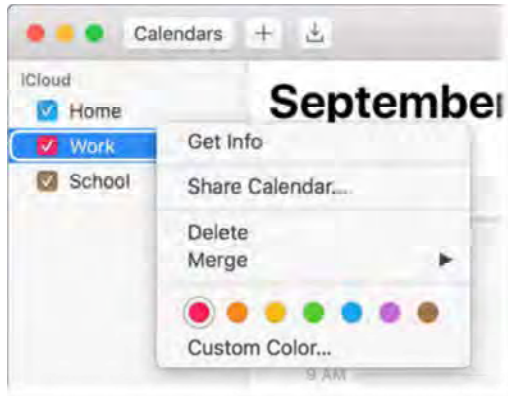 Calendars
iCloud
Home
Work
School
September
Get Info
Share Calendar...
Delete
Merge
Custom Color...
9 AM